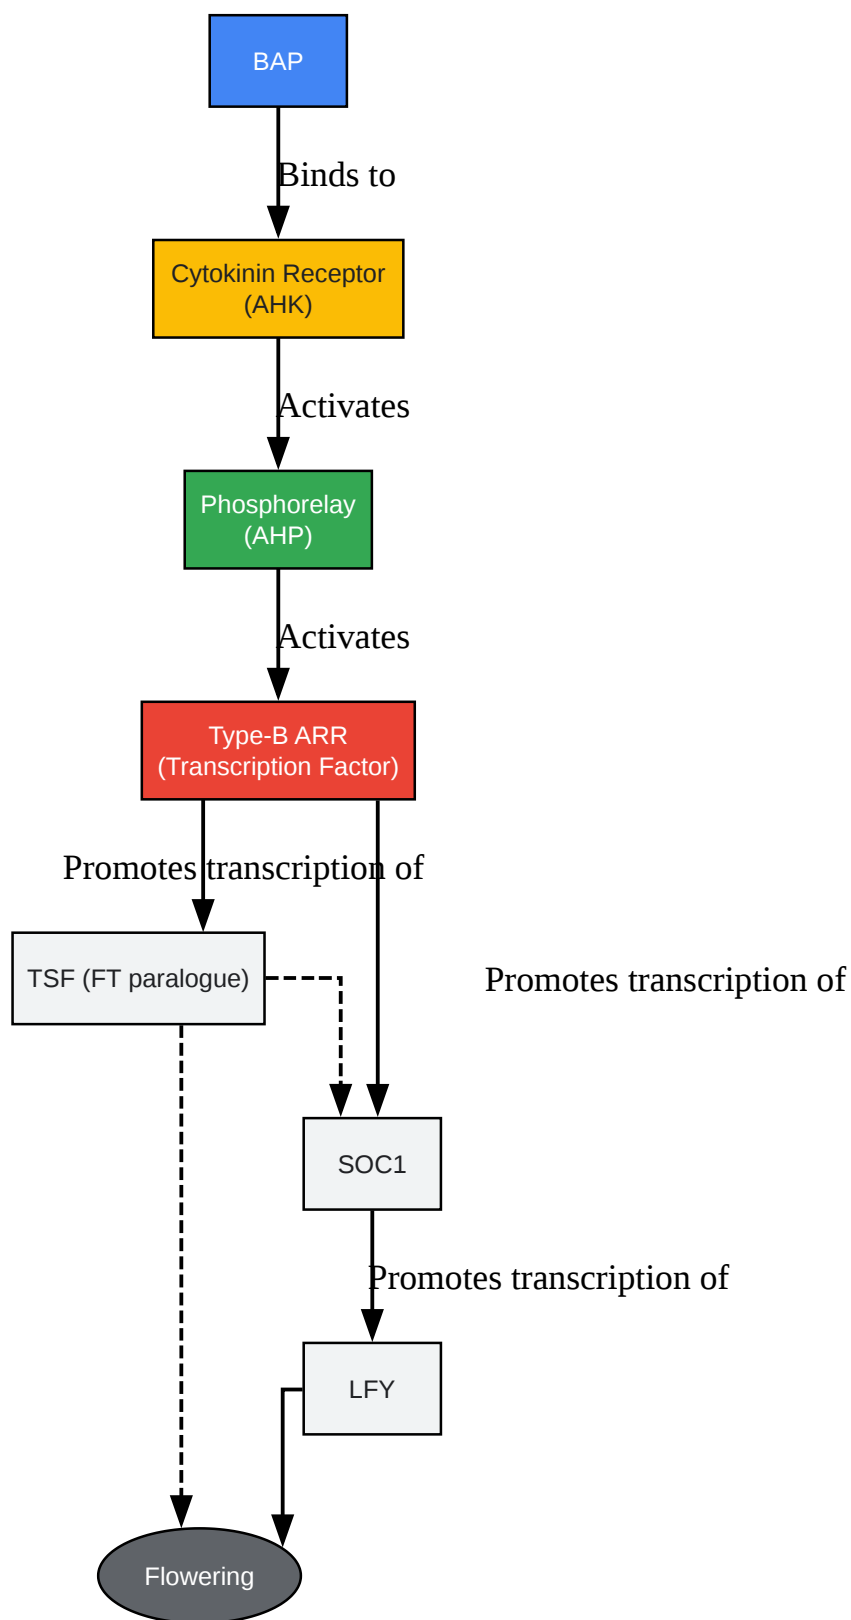 BAP
Binds to
Cytokinin Receptor
(AHK)
Activates
Phosphorelay
(AHP)
Activates
Type-B ARR
(Transcription Factor)
Promotes transcription of
TSF (FT paralogue)
Promotes transcription of
SOC1
Promotes transcription of
LFY
Flowering